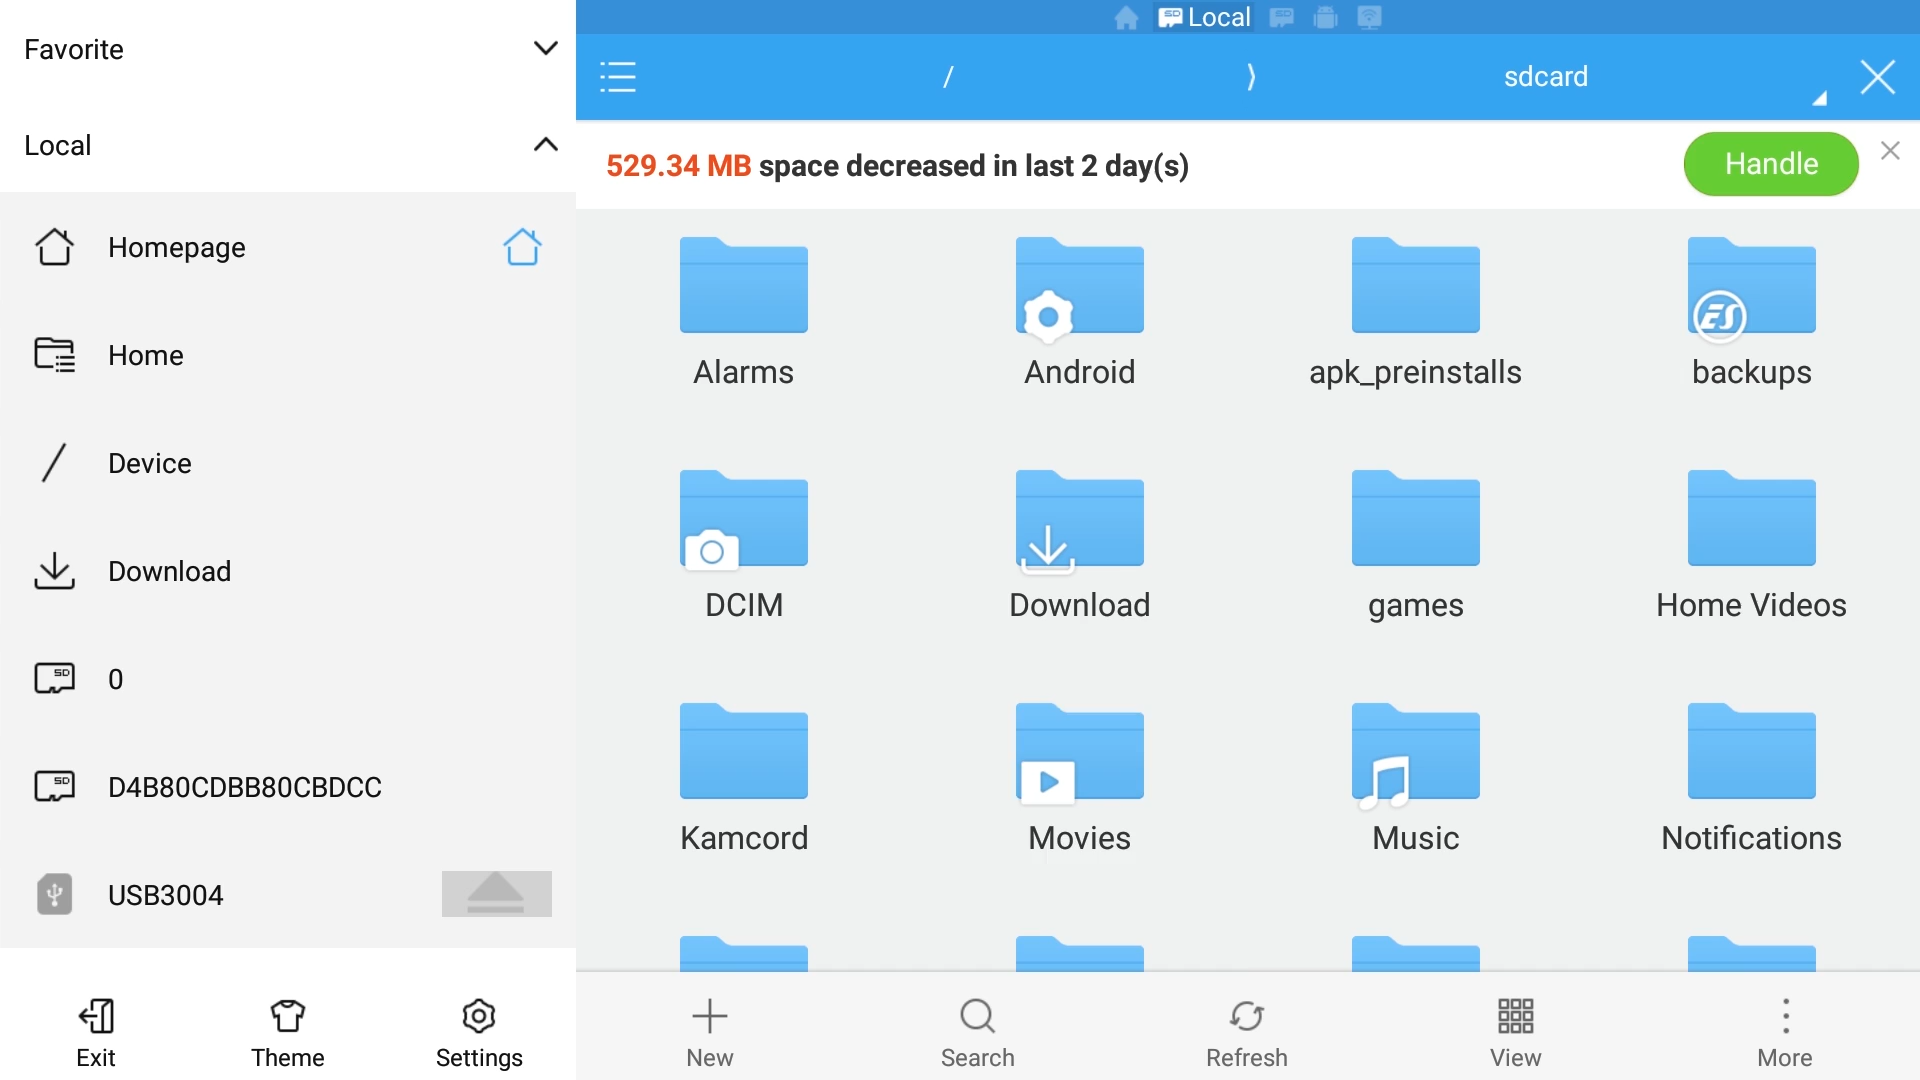 Favorite
Local
Homepage
Home
Device
Download
0
D4B80CDBB80CBDCC
USB3004
Exit
Theme
Settings
Local
/
sdcard
529.34 MB space decreased in last 2 day(s)
Handle
Alarms
Android
apk_preinstalls
backups
DCIM
Download
games
Home Videos
Kamcord
Movies
Music
Notifications
New
Search
Refresh
View
More